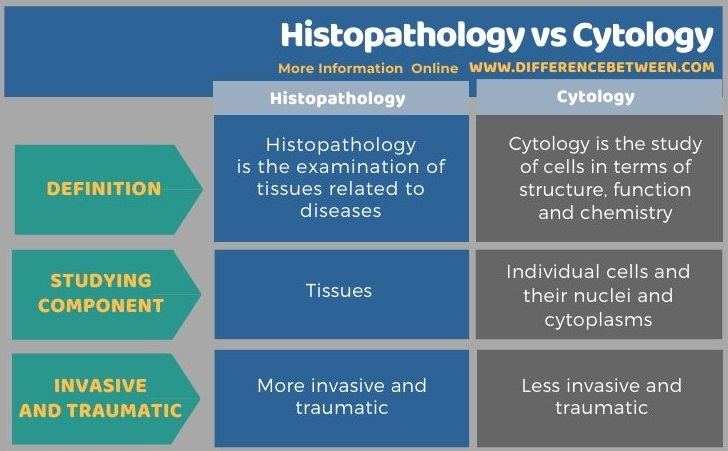 Histopathology vs Cytology
More Information Online WWW.DIFFERENCEBETWEEN.COM
Histopathology
Cytology
DEFINITION
Histopathology
is the examination of
tissues related to
diseases
Cytology is the study
of cells in terms of
structure, function
and chemistry
STUDYING
COMPONENT
Tissues
Individual cells and
their nuclei and
cytoplasms
INVASIVE
AND TRAUMATIC
More invasive and
traumatic
Less invasive and
traumatic